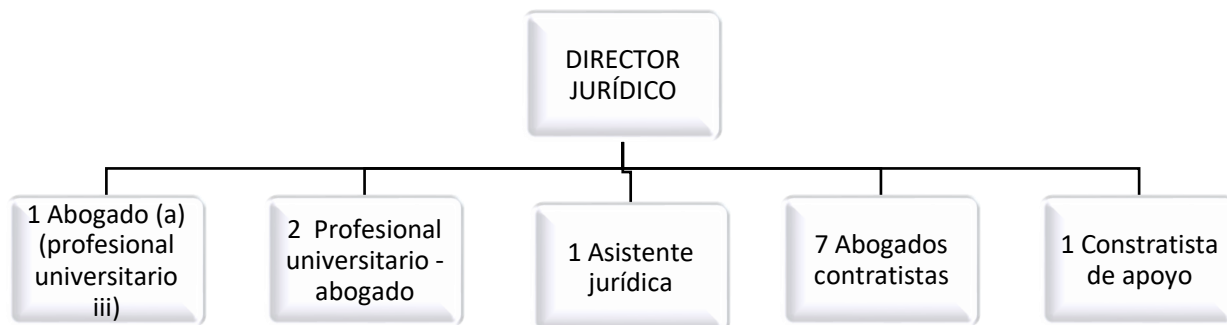 DIRECTOR
JURÍDICO
1 Abogado (a)
(profesional
universitario
iii)
2 Profesional
universitario -
abogado
1 Asistente
jurídica
7 Abogados
contratistas
1 Constratista
de apoyo